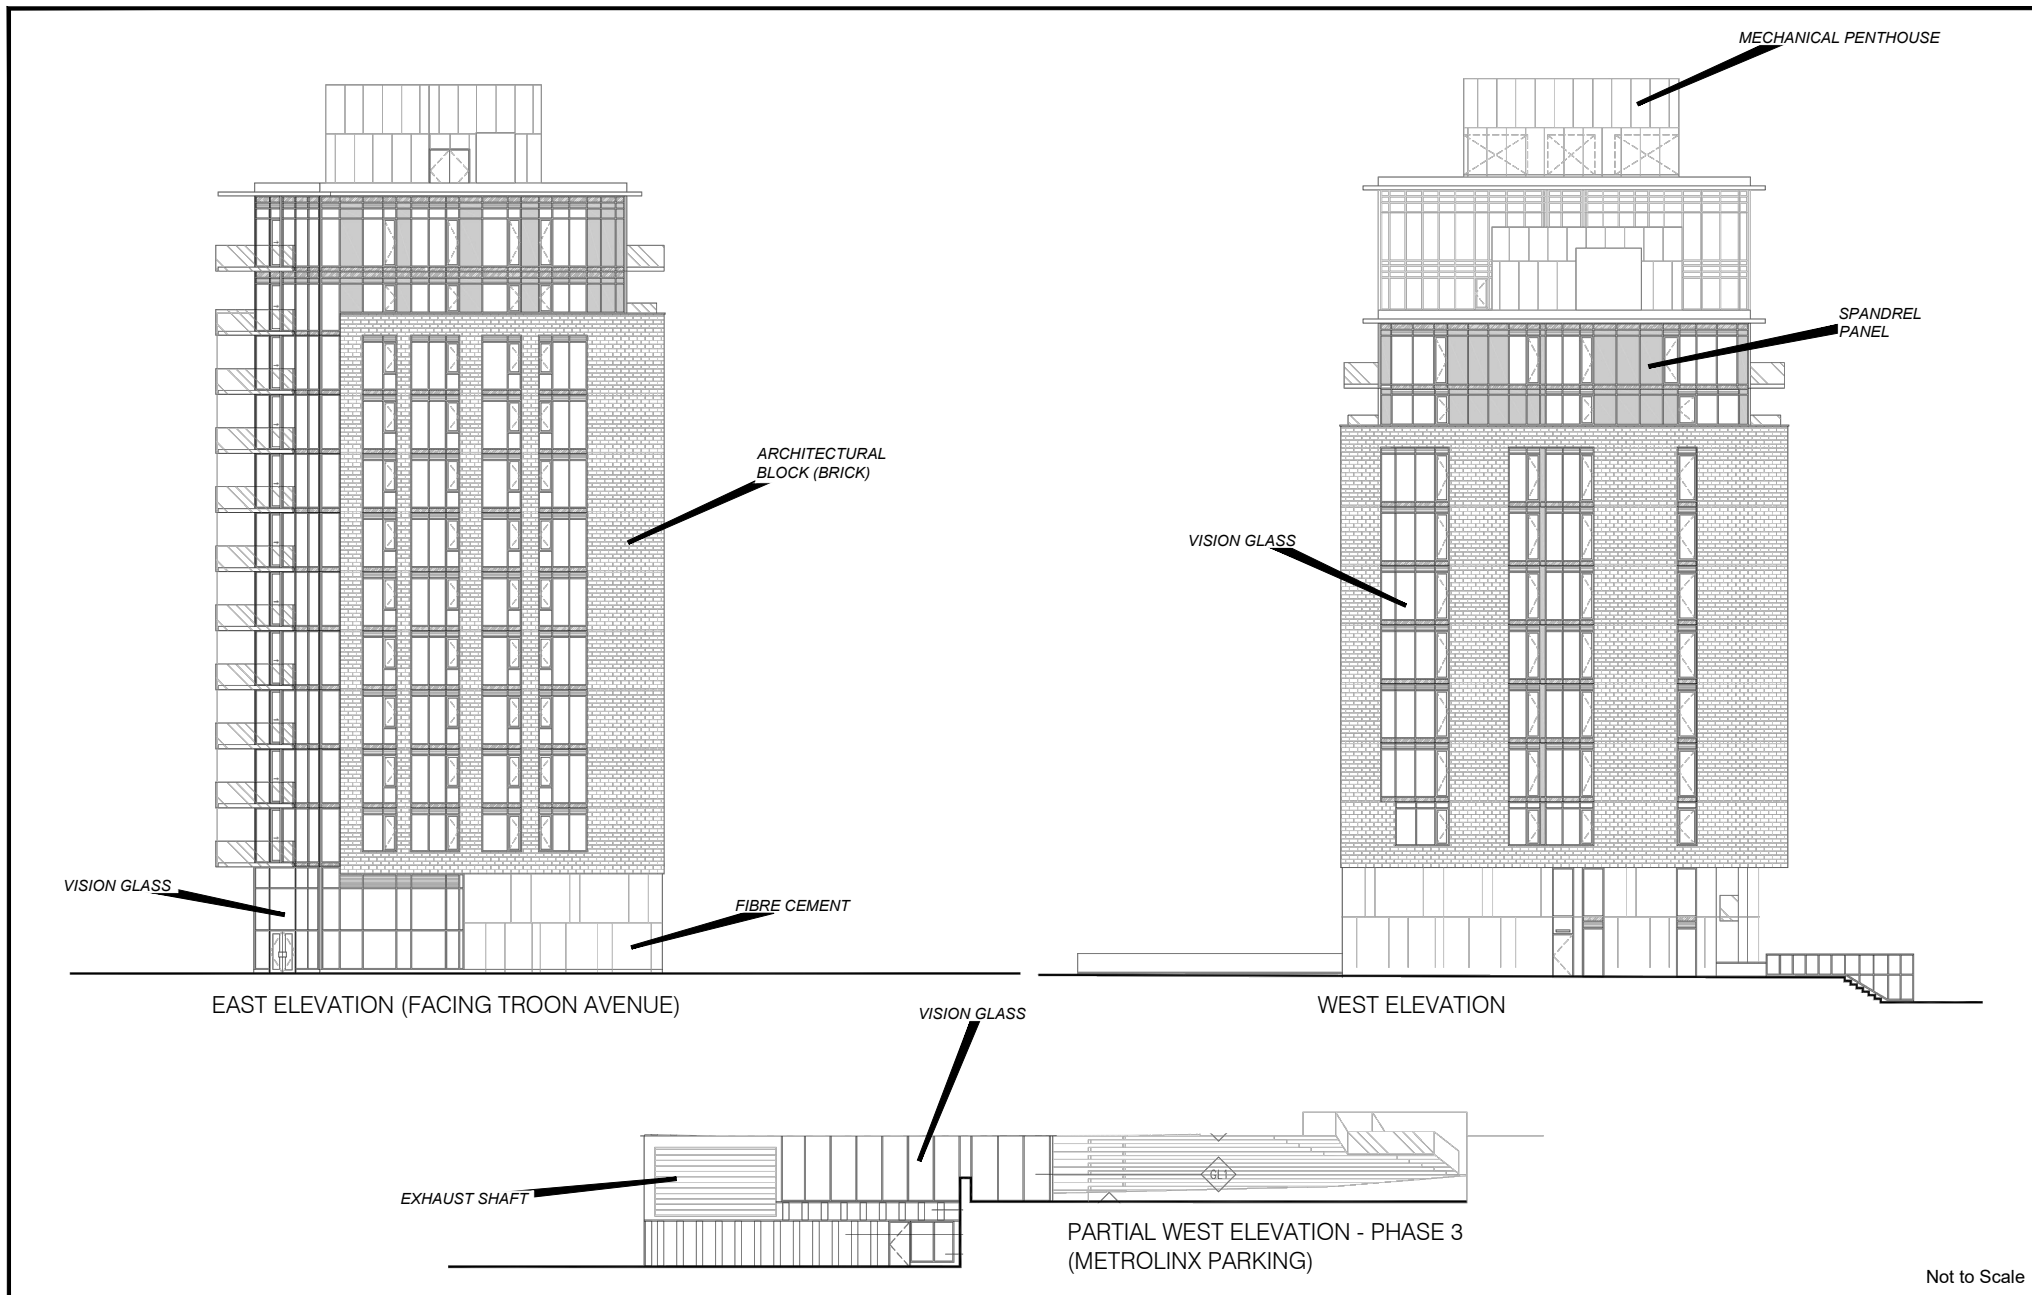 MECHANICAL PENTHOUSE
SPANDREL
PANEL
ARCHITECTURAL
BLOCK (BRICK)
VISION GLASS
VISION GLASS
FIBRE CEMENT
EAST ELEVATION (FACING TROON AVENUE)
WEST ELEVATION
VISION GLASS
GL1
EXHAUST SHAFT
PARTIAL WEST ELEVATION - PHASE 3
(METROLINX PARKING)
Not to Scale